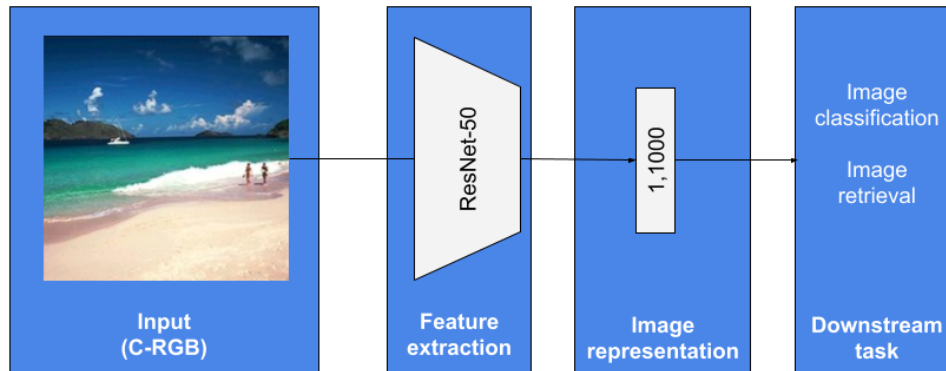 Input
(C-RGB)
ResNet-50
Feature
extraction
1,1000
Image
representation
Image
classification
Image
retrieval
Downstream
task